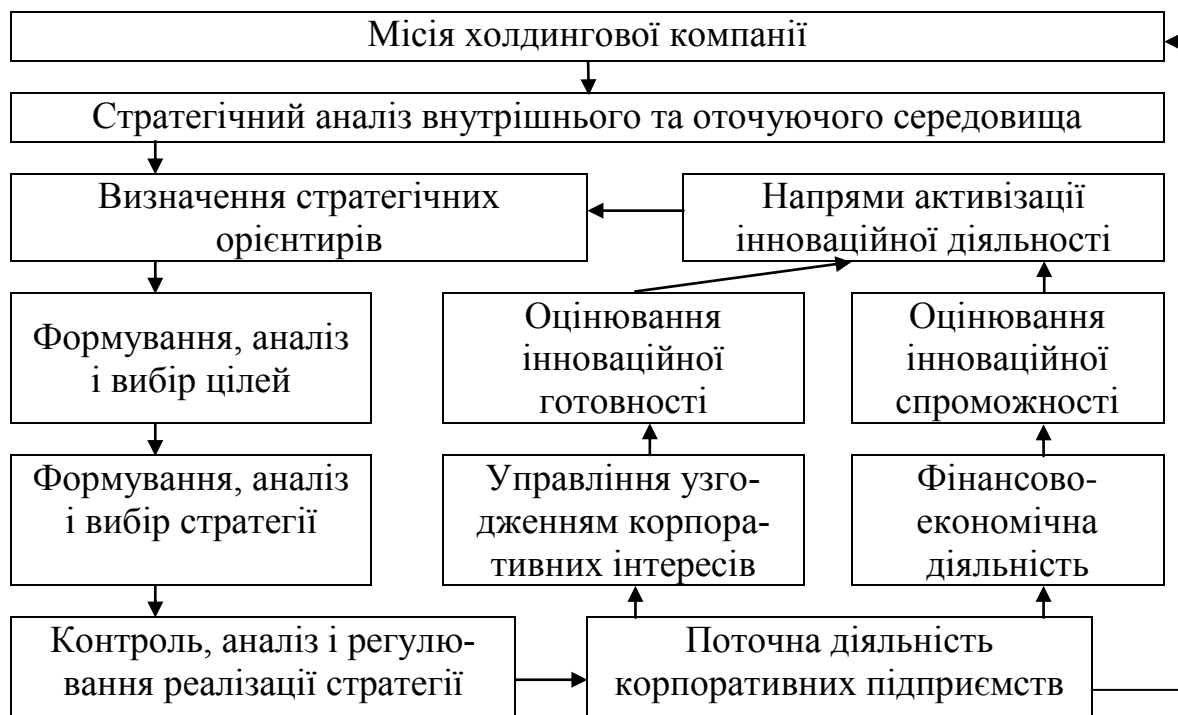 Місія холдингової компанії
Стратегічний аналіз внутрішнього та оточуючого середовища
Визначення стратегічних
орієнтирів
Напрями активізації
інноваційної діяльності
Формування, аналіз
і вибір цілей
Оцінювання
інноваційної
готовності
Оцінювання
інноваційної
спроможності
Формування, аналіз
і вибір стратегії
Управління узго-
дженням корпора-
тивних інтересів
Фінансово-
економічна
діяльність
Контроль, аналіз і регулю-
вання реалізації стратегії
Поточна діяльність
корпоративних підприємств